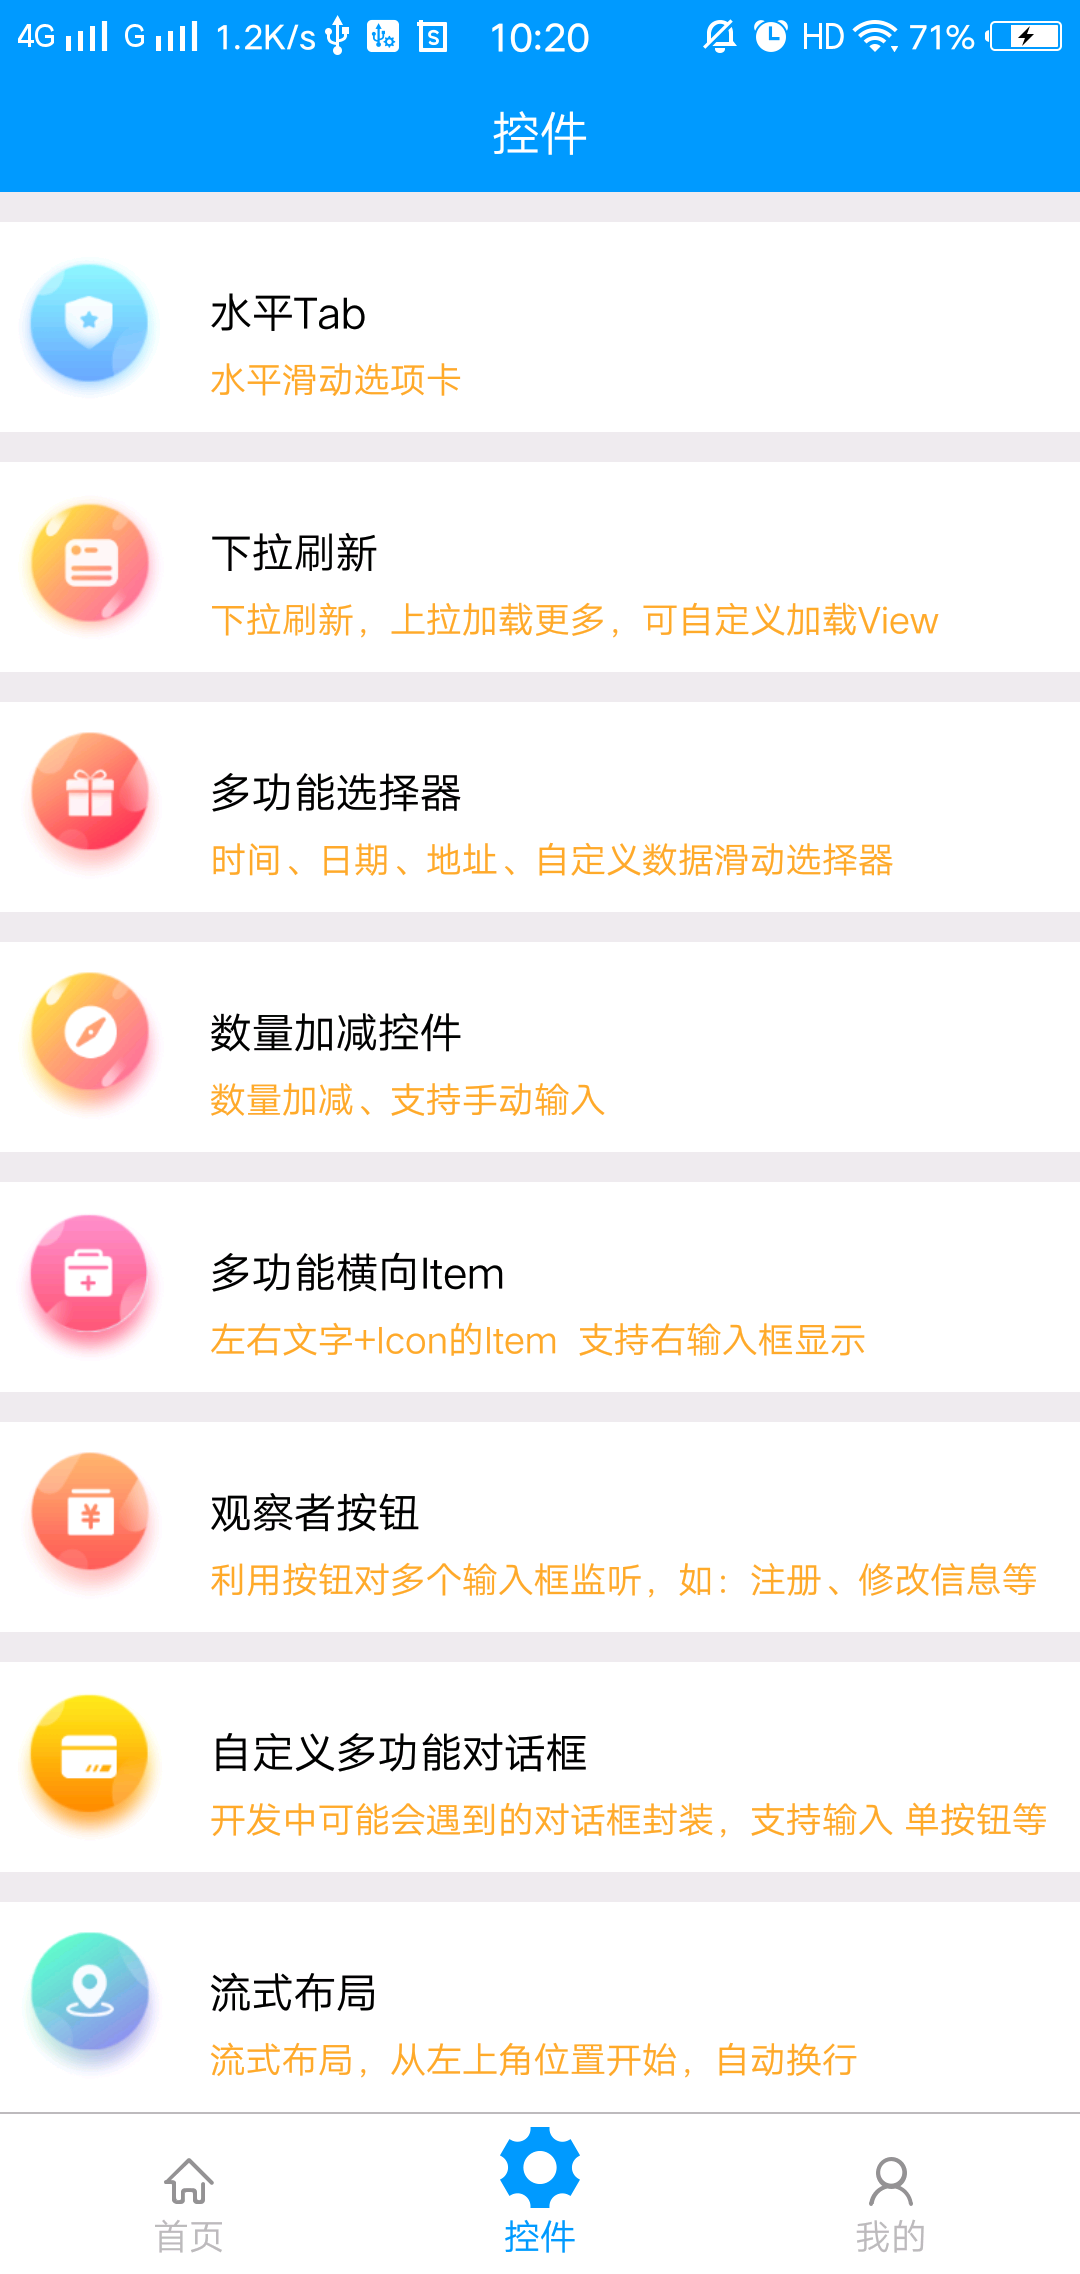 4G G 1.2K/s 10:20 HD 71%
控件
水平Tab
水平滑动选项卡
下拉刷新
下拉刷新，上拉加载更多，可自定义加载View
多功能选择器
时间、日期、地址、自定义数据滑动选择器
数量加减控件
数量加减、支持手动输入
多功能横向Item
左右文字+Icon的Item 支持右输入框显示
观察者按钮
利用按钮对多个输入框监听，如：注册、修改信息等
自定义多功能对话框
开发中可能会遇到的对话框封装，支持输入 单按钮等
流式布局
流式布局，从左上角位置开始，自动换行
首页 控件 我的